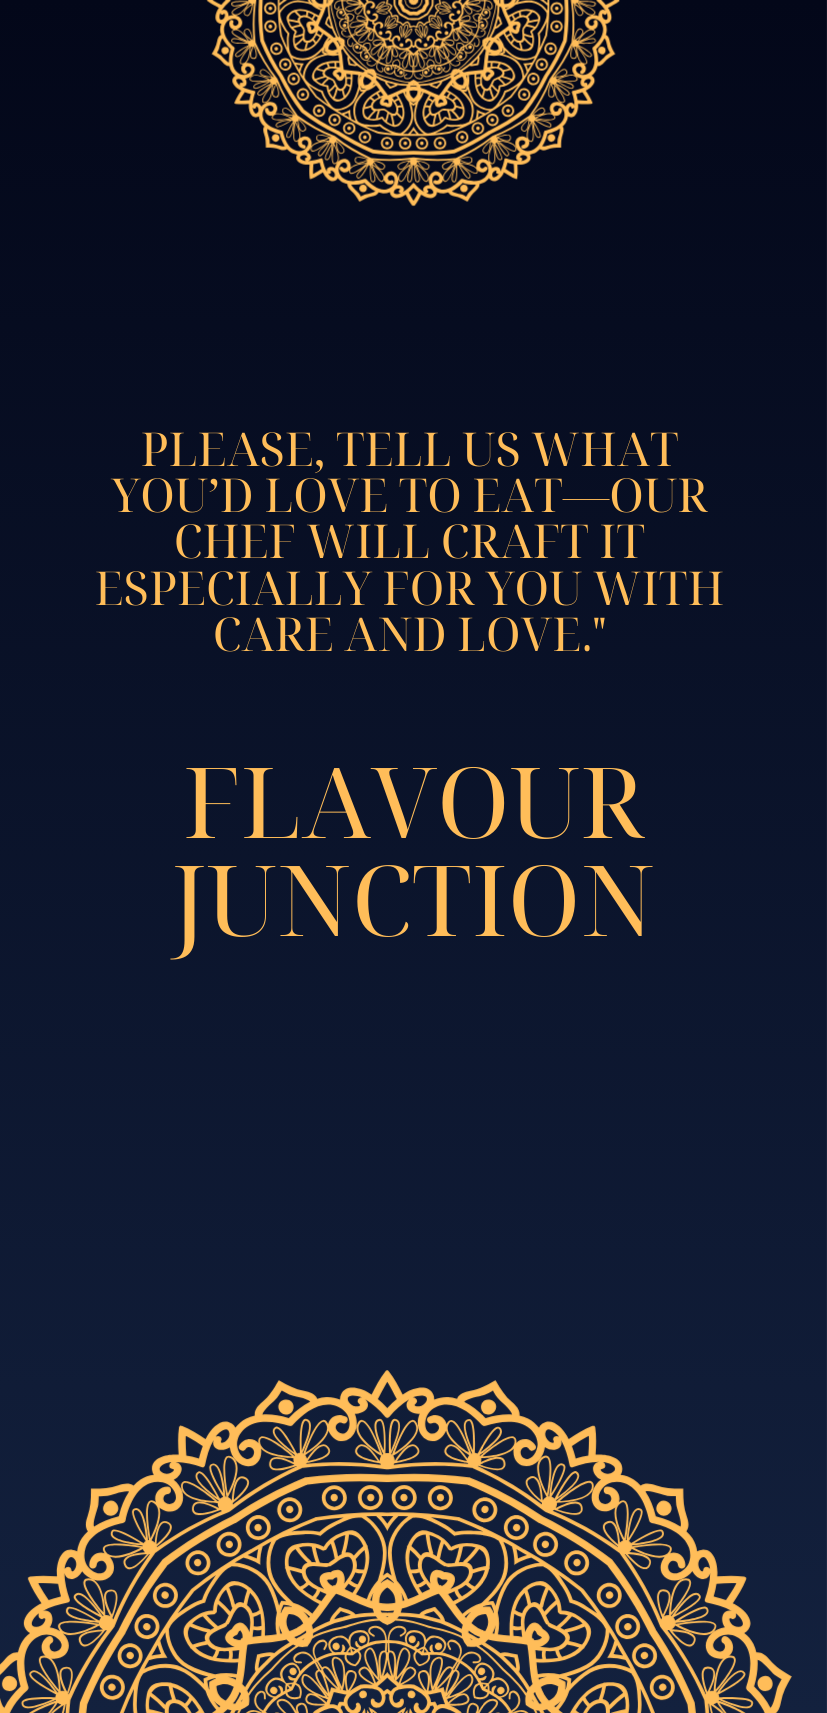 PLEASE, TELL US WHAT
YOU’D LOVE TO EAT—OUR
CHEF WILL CRAFT IT
ESPECIALLY FOR YOU WITH
CARE AND LOVE."
FLAVOUR
JUNCTION